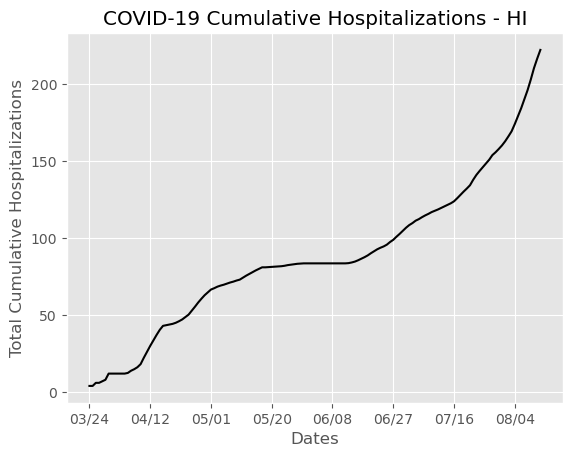 COVID-19 Cumulative Hospitalizations - HI
Total Cumulative Hospitalizations
200
150
100
50
0
03/24 04/12 05/01 05/20 06/08 06/27 07/16 08/04
Dates